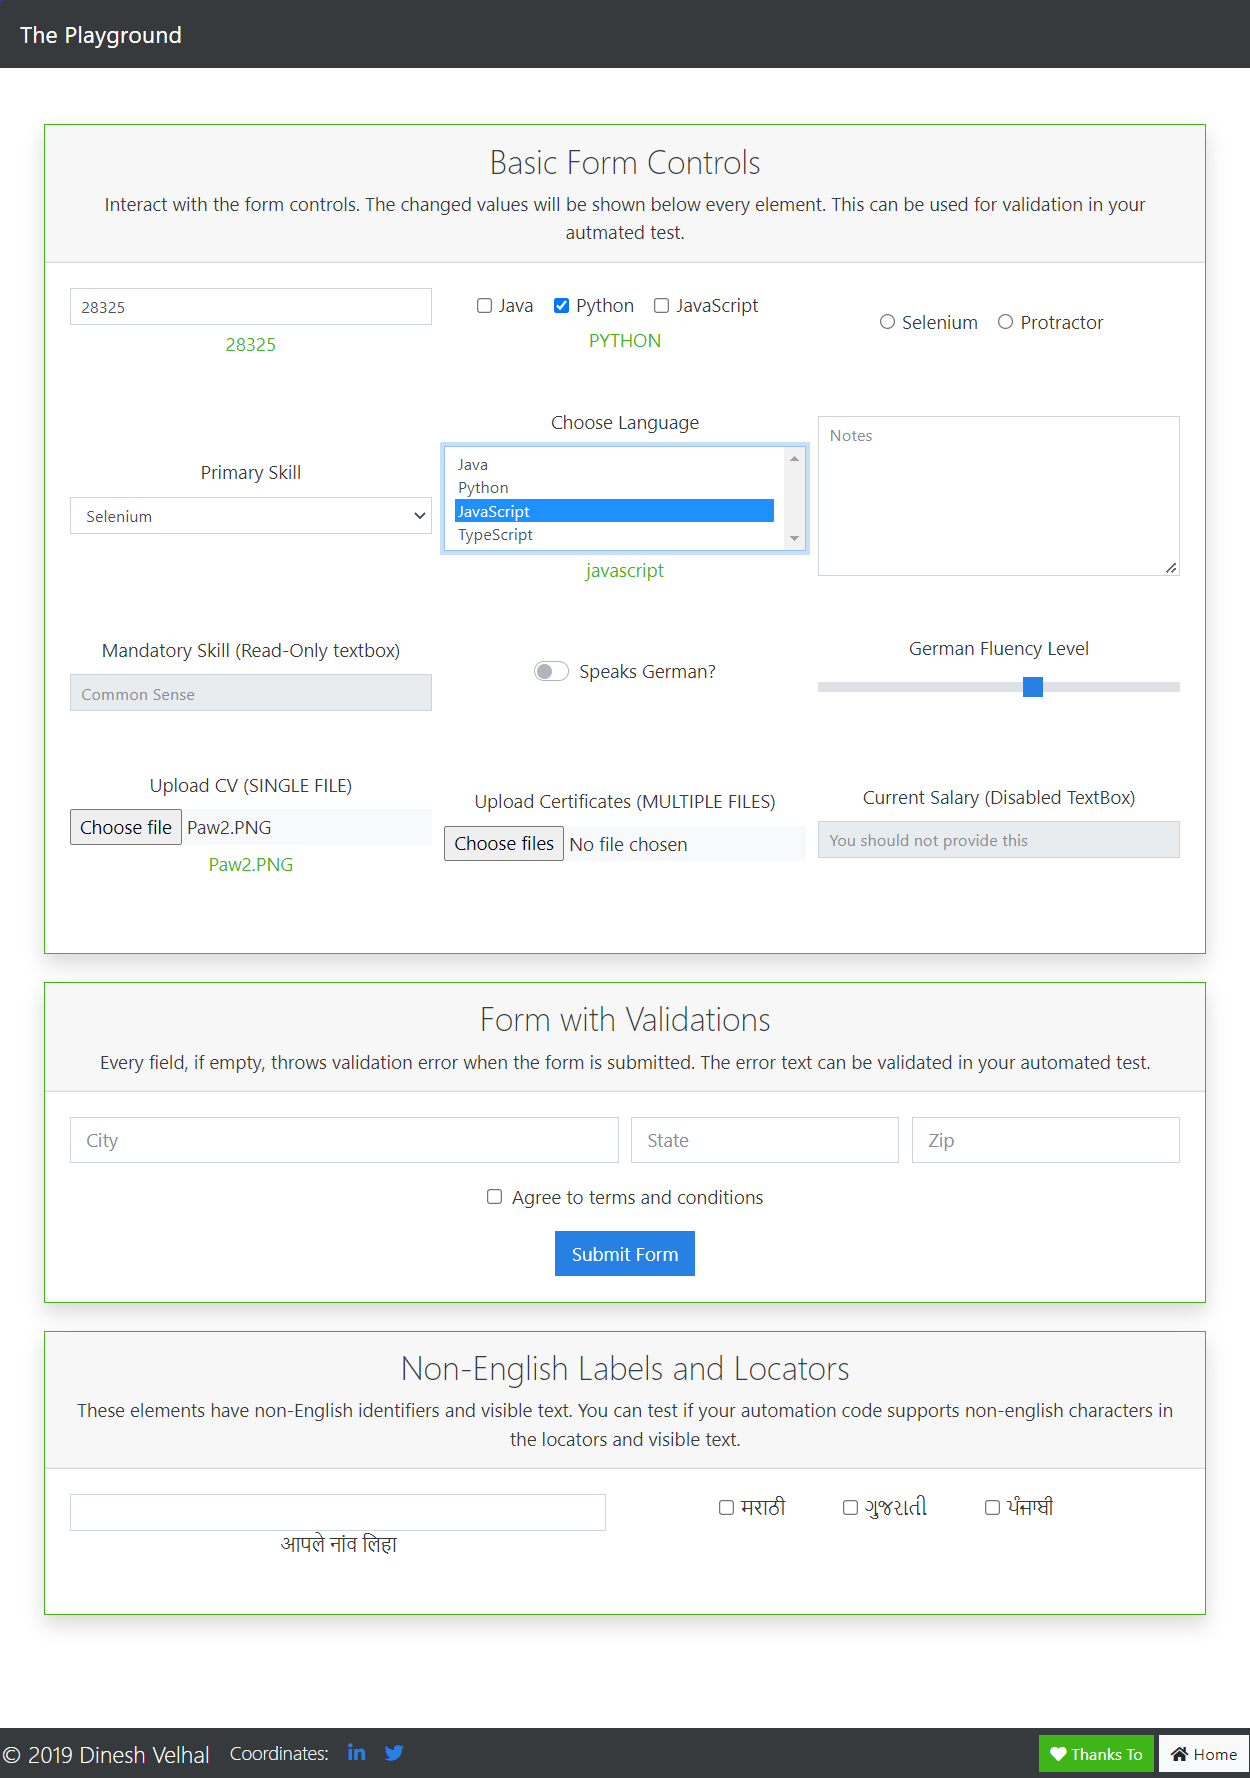 The Playground
Basic Form Controls
Interact with the form controls. The changed values will be shown below every element. This can be used for validation in your
autmated test.
28325
28325
Java Python JavaScript
PYTHON
Selenium Protractor
Primary Skill
Selenium
Choose Language
Java
Python
JavaScript
TypeScript
javascript
Notes
Mandatory Skill (Read-Only textbox)
Common Sense
Speaks German?
German Fluency Level
Upload CV (SINGLE FILE)
Choose file Paw2.PNG
Paw2.PNG
Upload Certificates (MULTIPLE FILES)
Choose files No file chosen
Current Salary (Disabled TextBox)
You should not provide this
Form with Validations
Every field, if empty, throws validation error when the form is submitted. The error text can be validated in your automated test.
City State Zip
Agree to terms and conditions
Submit Form
Non-English Labels and Locators
These elements have non-English identifiers and visible text. You can test if your automation code supports non-english characters in
the locators and visible text.
आपले नांव लिहा
मराठी ગુજરાતી ਪੰਜਾਬੀ
© 2019 Dinesh Velhal Coordinates: Thanks To Home